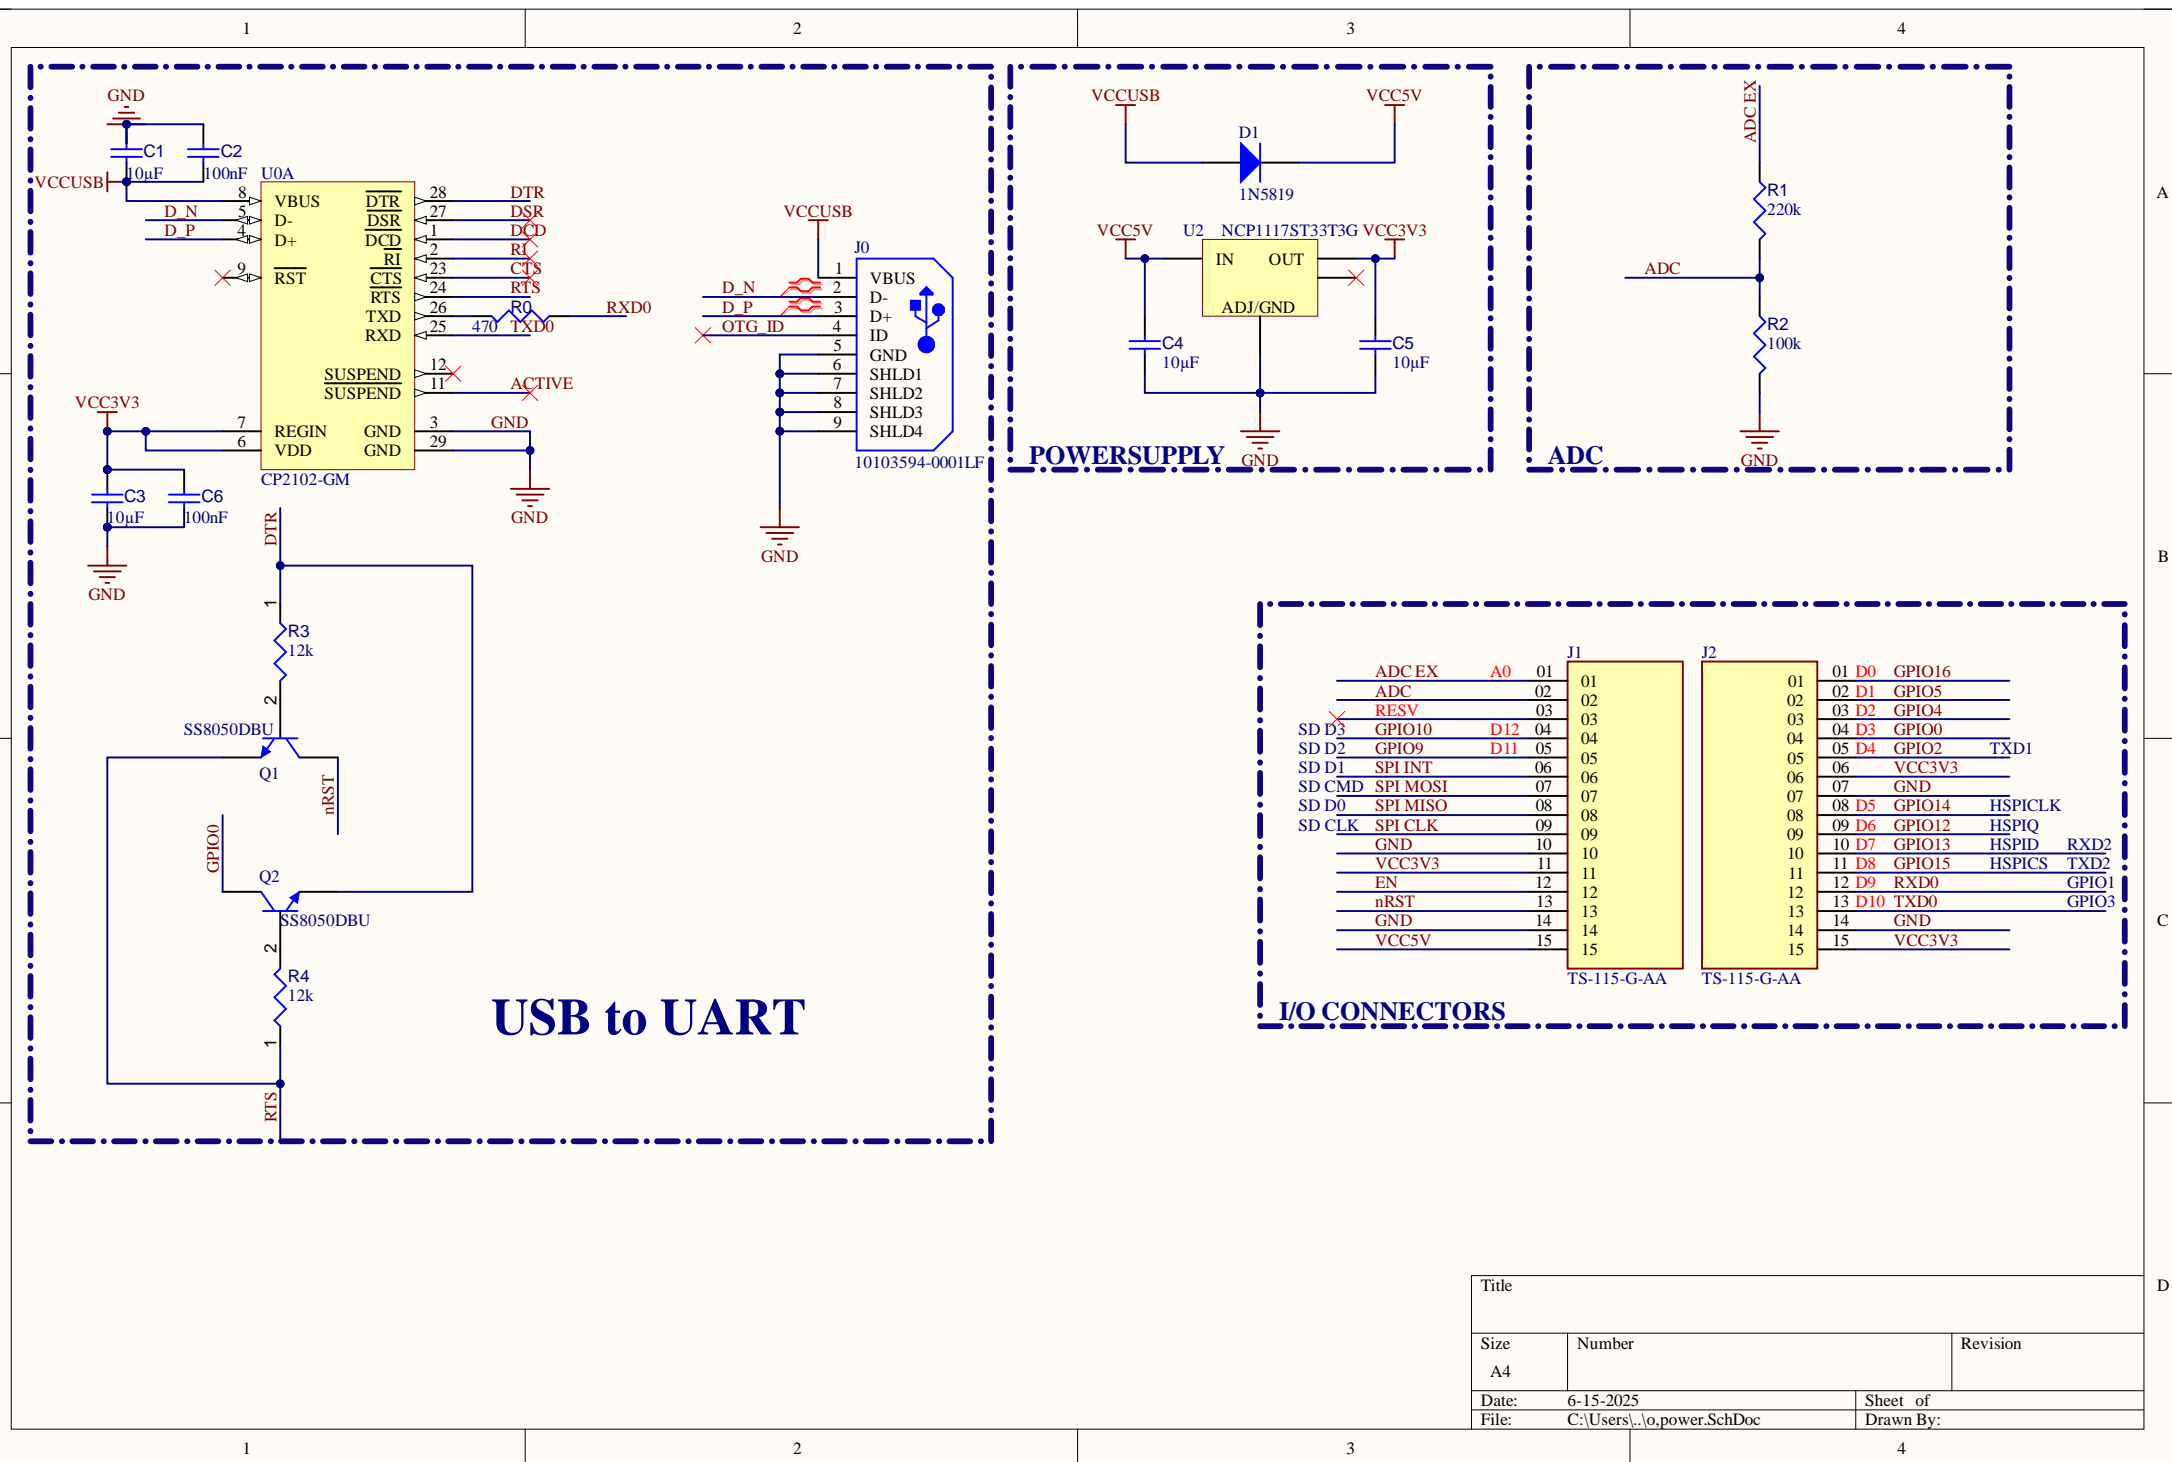 1 2 3 4
A
B
C
D
GND
C1 C2
10µF 100nF
VCCUSB
U0A
8 VBUS DTR 28 DTR
D_N 5 D- DSR 27 DSR
D_P 4 D+ DCD 1 DCD
RI 2 RI
9 RST CTS 23 CTS
RTS 24 RTS
TXD 26 R0 RXD0
RXD 25 470 TXD0
SUSPEND 12
SUSPEND 11 ACTIVE
VCC3V3
7 REGIN GND 3 GND
6 VDD GND 29
CP2102-GM
C3 C6
10µF 100nF
GND
GND
VCCUSB
J0
1 VBUS
D_N 2 D-
D_P 3 D+
OTG_ID 4 ID
5 GND
6 SHLD1
7 SHLD2
8 SHLD3
9 SHLD4
10103594-0001LF
GND
DTR
1
R3
12k
2
SS8050DBU
Q1
nRST
GPIO0
Q2
SS8050DBU
2
R4
12k
1
RTS
USB to UART
VCCUSB VCC5V
D1
1N5819
VCC5V U2 NCP1117ST33T3G VCC3V3
IN OUT
ADJ/GND
C4 C5
10µF 10µF
POWERSUPPLY GND
ADC EX
R1
220k
ADC
R2
100k
ADC GND
J1 J2
ADC EX A0 01 01
ADC 02 02
RESV 03 03
SD D3 GPIO10 D12 04 04
SD D2 GPIO9 D11 05 05
SD D1 SPI INT 06 06
SD CMD SPI MOSI 07 07
SD D0 SPI MISO 08 08
SD CLK SPI CLK 09 09
GND 10 10
VCC3V3 11 11
EN 12 12
nRST 13 13
GND 14 14
VCC5V 15 15
TS-115-G-AA
01 01 D0 GPIO16
02 02 D1 GPIO5
03 03 D2 GPIO4
04 04 D3 GPIO0
05 05 D4 GPIO2 TXD1
06 06 VCC3V3
07 07 GND
08 08 D5 GPIO14 HSPICLK
09 09 D6 GPIO12 HSPIQ
10 10 D7 GPIO13 HSPID RXD2
11 11 D8 GPIO15 HSPICS TXD2
12 12 D9 RXD0 GPIO1
13 13 D10 TXD0 GPIO3
14 14 GND
15 15 VCC3V3
TS-115-G-AA
I/O CONNECTORS
Title
Size Number Revision
A4
Date: 6-15-2025 Sheet of
File: C:\Users\..\o,power.SchDoc Drawn By:
1 2 3 4